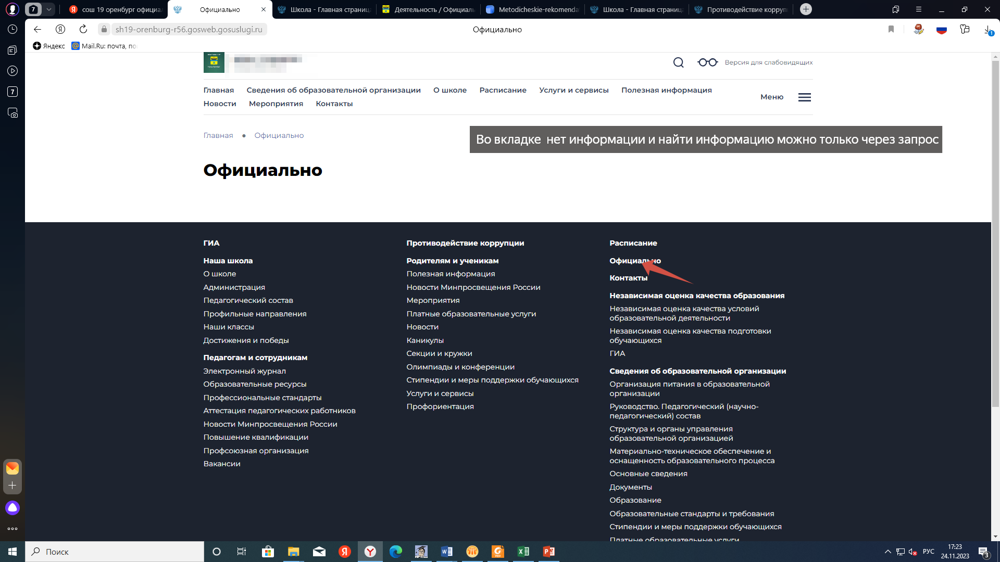 7
сош 19 оренбург официа
Официально
Школа - Главная страница
Деятельность / Официаль
Metodicheskie-rekomenda
Школа - Главная страница
Противодействие корруп
sh19-orenburg-r56.gosweb.gosuslugi.ru
Официально
1
Яндекс
Mail.Ru: почта, по
7
Версия для слабовидящих
Главная Сведения об образовательной организации О школе Расписание Услуги и сервисы Полезная информация
Новости Мероприятия Контакты
Меню
Главная • Официально
Во вкладке нет информации и найти информацию можно только через запрос
Официально
ГИА
Наша школа
О школе
Администрация
Педагогический состав
Профильные направления
Наши классы
Достижения и победы
Педагогам и сотрудникам
Электронный журнал
Образовательные ресурсы
Профессиональные стандарты
Аттестация педагогических работников
Новости Минпросвещения России
Повышение квалификации
Профсоюзная организация
Вакансии
Противодействие коррупции
Родителям и ученикам
Полезная информация
Новости Минпросвещения России
Мероприятия
Платные образовательные услуги
Новости
Каникулы
Секции и кружки
Олимпиады и конференции
Стипендии и меры поддержки обучающихся
Услуги и сервисы
Профориентация
Расписание
Официально
Контакты
Независимая оценка качества образования
Независимая оценка качества условий
образовательной деятельности
Независимая оценка качества подготовки
обучающихся
ГИА
Сведения об образовательной организации
Организация питания в образовательной
организации
Руководство. Педагогический (научно-
педагогический) состав
Структура и органы управления
образовательной организацией
Материально-техническое обеспечение и
оснащенность образовательного процесса
Основные сведения
Документы
Образование
Образовательные стандарты и требования
Стипендии и меры поддержки обучающихся
Платные образовательные услуги
Поиск
РУС
17:23
24.11.2023
3